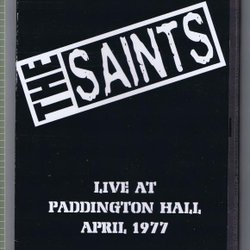 THE
SAINTS
LIVE AT
PADDINGTON HALL
APRIL 1977